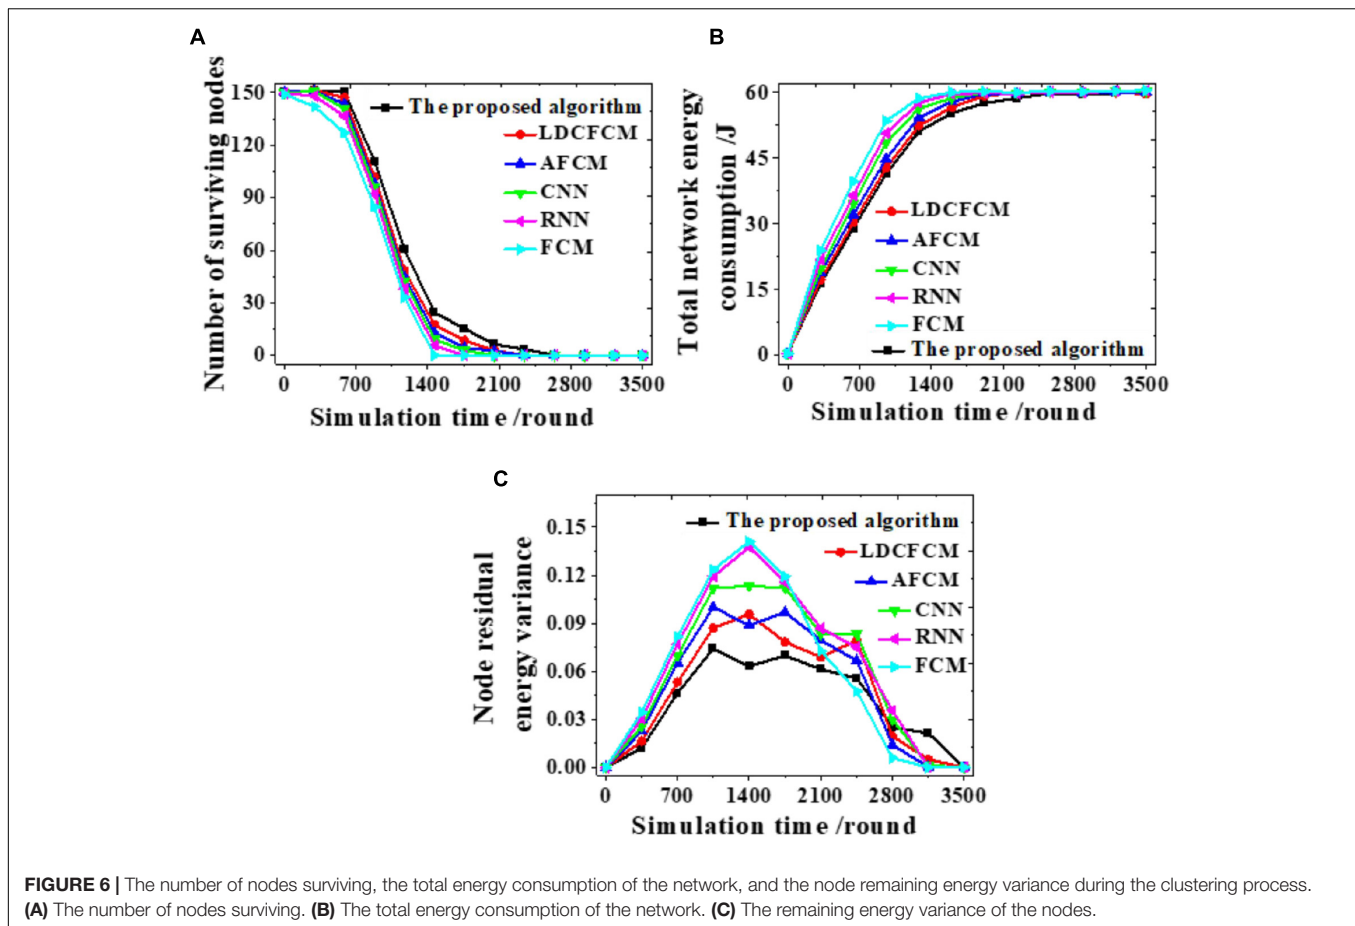 A
Number of surviving nodes
150
120
90
60
30
0
The proposed algorithm
LDCFCM
AFCM
CNN
RNN
FCM
0 700 1400 2100 2800 3500
Simulation time /round
B
Total network energy
consumption /J
60
45
30
15
0
LDCFCM
AFCM
CNN
RNN
FCM
The proposed algorithm
0 700 1400 2100 2800 3500
Simulation time /round
C
Node residual
energy variance
0.15
0.12
0.09
0.06
0.03
0.00
The proposed algorithm
LDCFCM
AFCM
CNN
RNN
FCM
0 700 1400 2100 2800 3500
Simulation time /round
FIGURE 6 | The number of nodes surviving, the total energy consumption of the network, and the node remaining energy variance during the clustering process.
(A) The number of nodes surviving. (B) The total energy consumption of the network. (C) The remaining energy variance of the nodes.